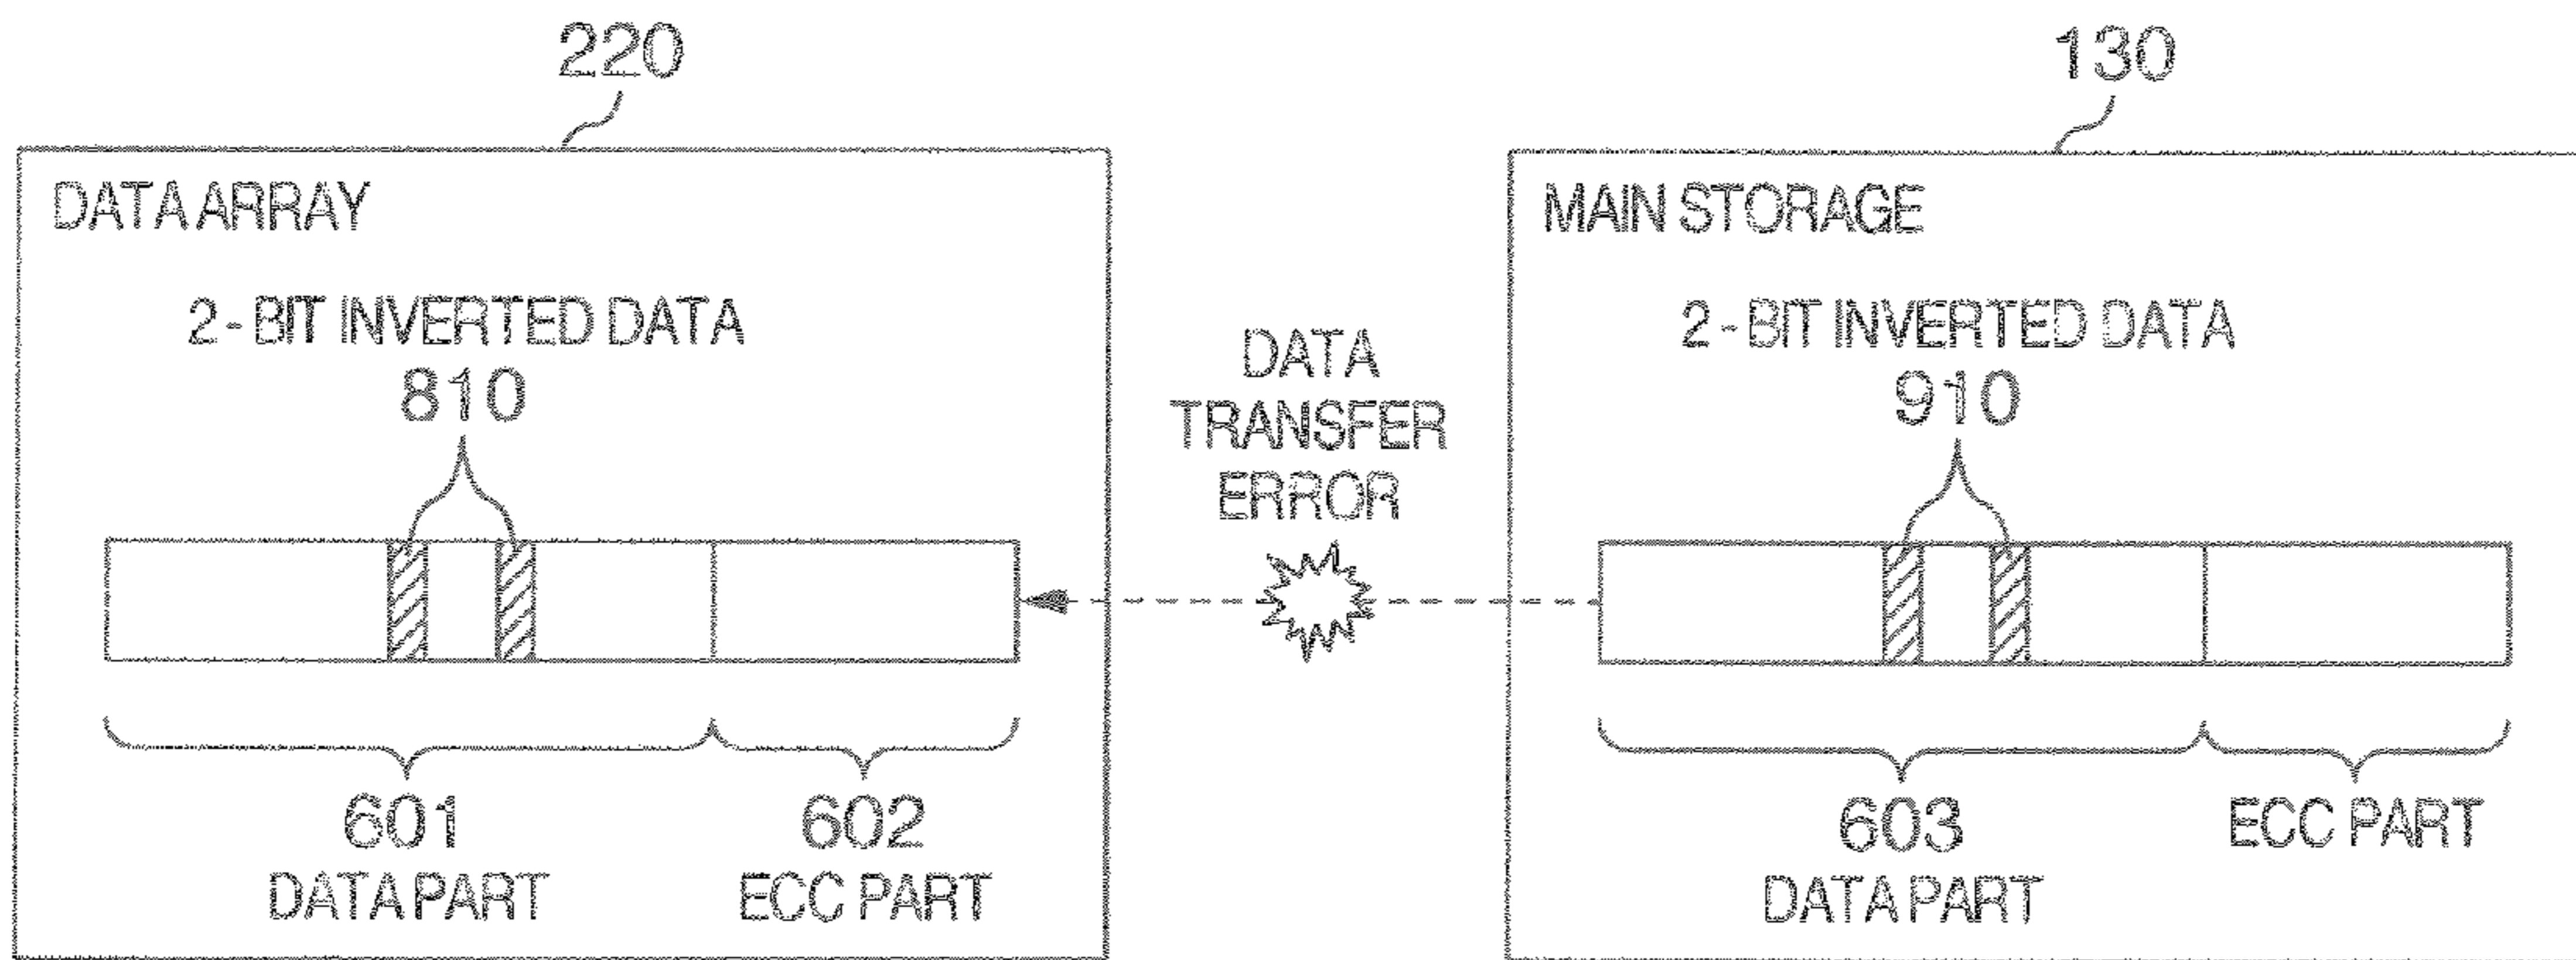 220
130
DATA ARRAY
MAIN STORAGE
2-BIT INVERTED DATA
810
DATA
TRANSFER
ERROR
2-BIT INVERTED DATA
910
601
DATA PART
602
ECC PART
603
DATA PART
ECC PART